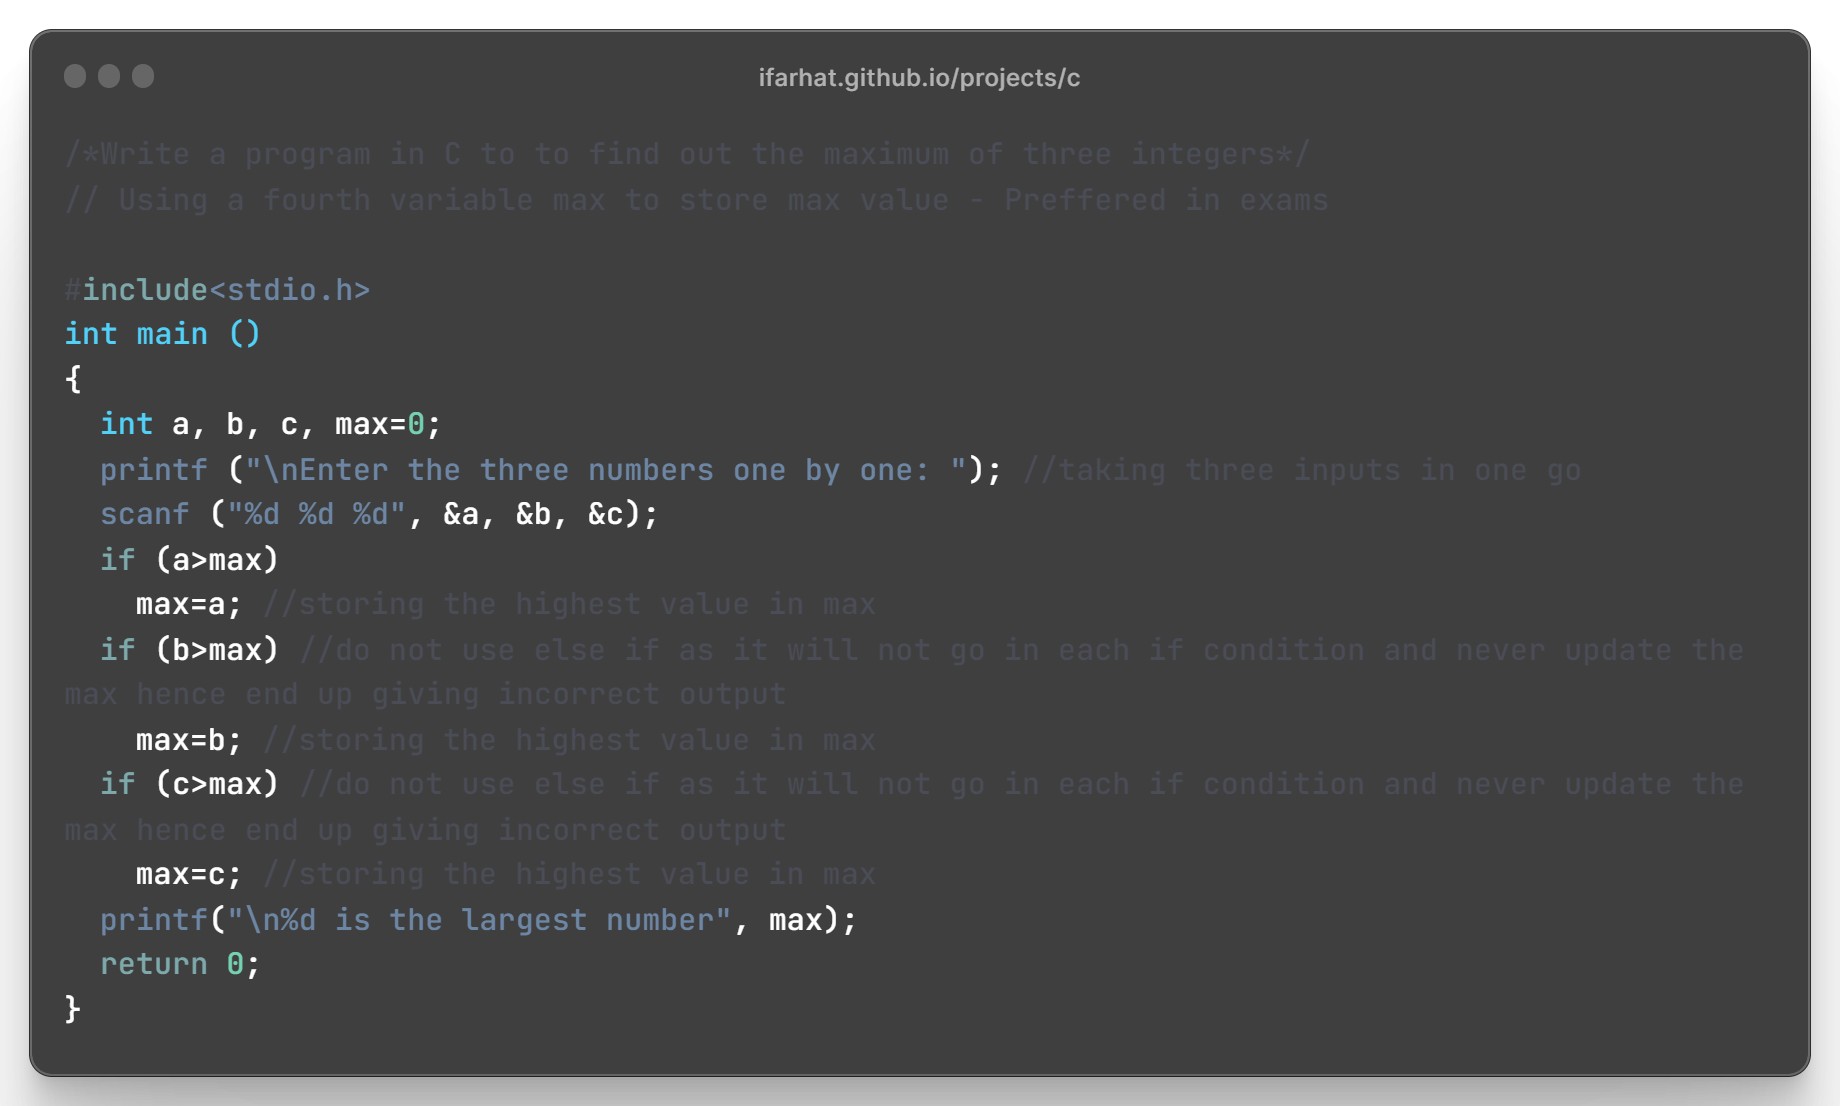 ifarhat.github.io/projects/c
/*Write a program in C to to find out the maximum of three integers*/
// Using a fourth variable max to store max value - Preffered in exams
#include<stdio.h>
int main ()
{
  int a, b, c, max=0;
  printf ("\nEnter the three numbers one by one: "); //taking three inputs in one go
  scanf ("%d %d %d", &a, &b, &c);
  if (a>max)
    max=a; //storing the highest value in max
  if (b>max) //do not use else if as it will not go in each if condition and never update the
max hence end up giving incorrect output
    max=b; //storing the highest value in max
  if (c>max) //do not use else if as it will not go in each if condition and never update the
max hence end up giving incorrect output
    max=c; //storing the highest value in max
  printf("\n%d is the largest number", max);
  return 0;
}